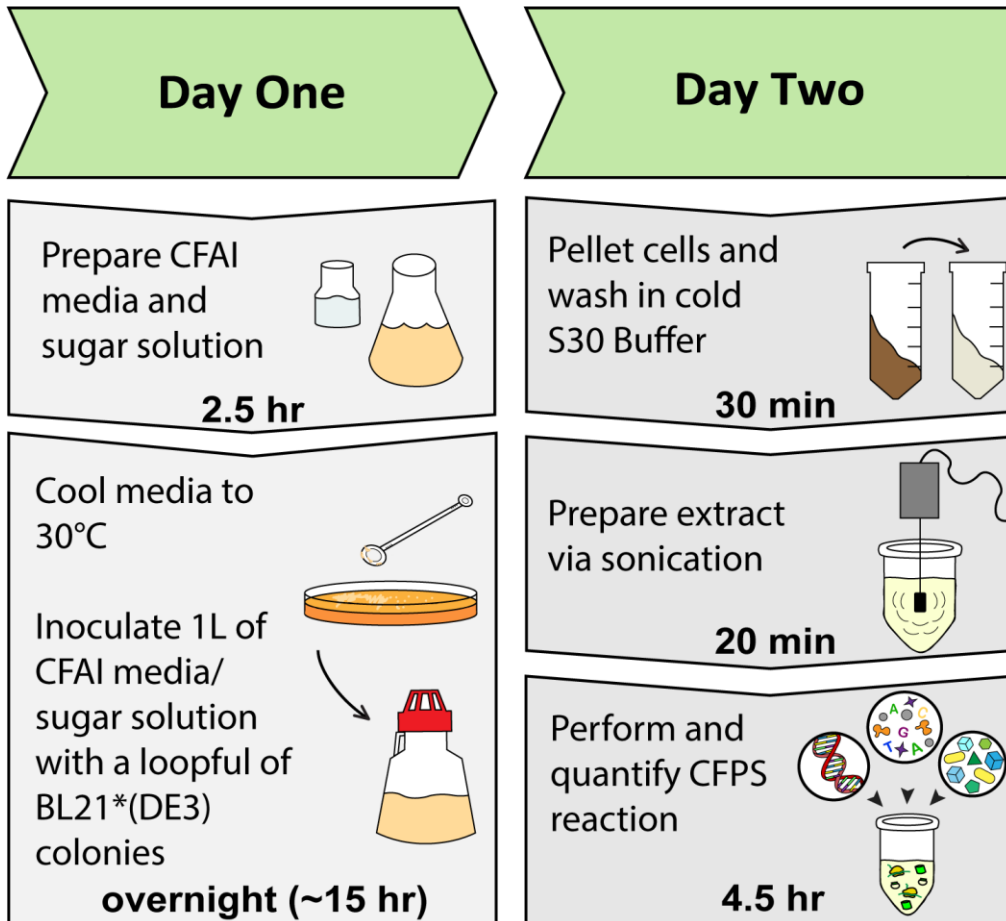 Day One
Prepare CFAI
media and
sugar solution
2.5 hr
Cool media to
30°C
Inoculate 1L of
CFAI media/
sugar solution
with a loopful of
BL21*(DE3)
colonies
overnight (~15 hr)
Day Two
Pellet cells and
wash in cold
S30 Buffer
30 min
Prepare extract
via sonication
20 min
Perform and
quantify CFPS
reaction
A
C
G
T
A
4.5 hr